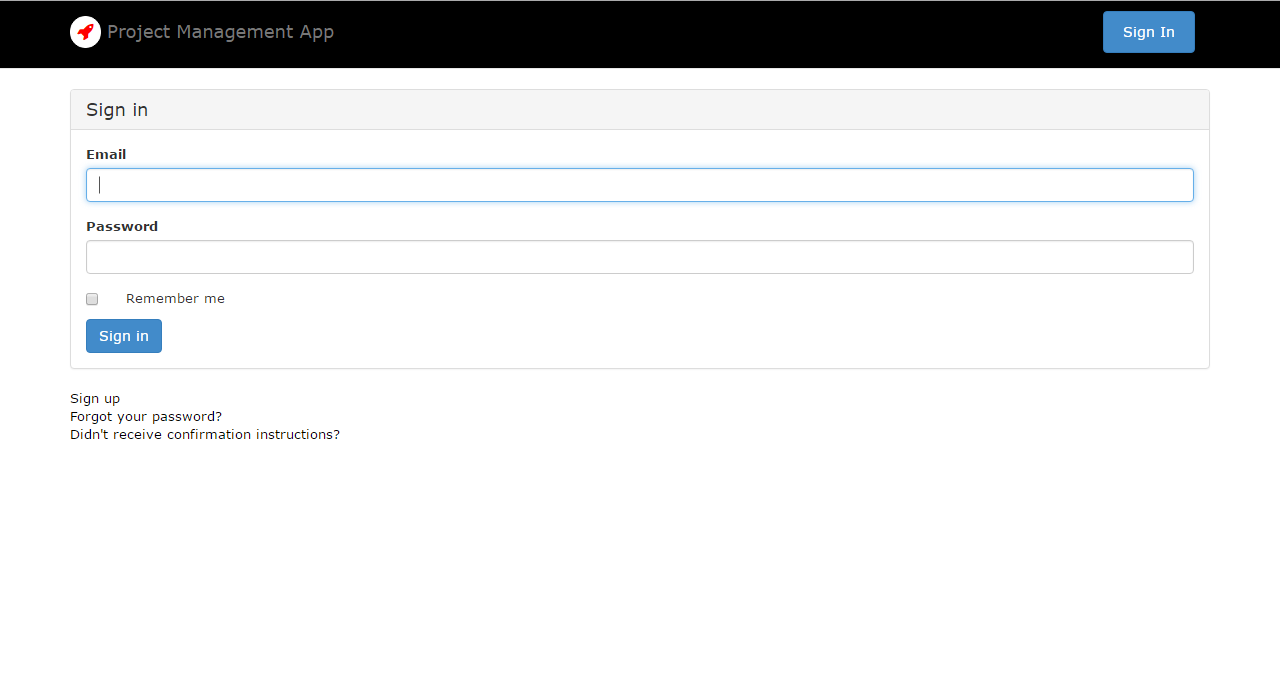 Project Management App
Sign In
Sign in
Email
Password
Remember me
Sign in
Sign up
Forgot your password?
Didn't receive confirmation instructions?